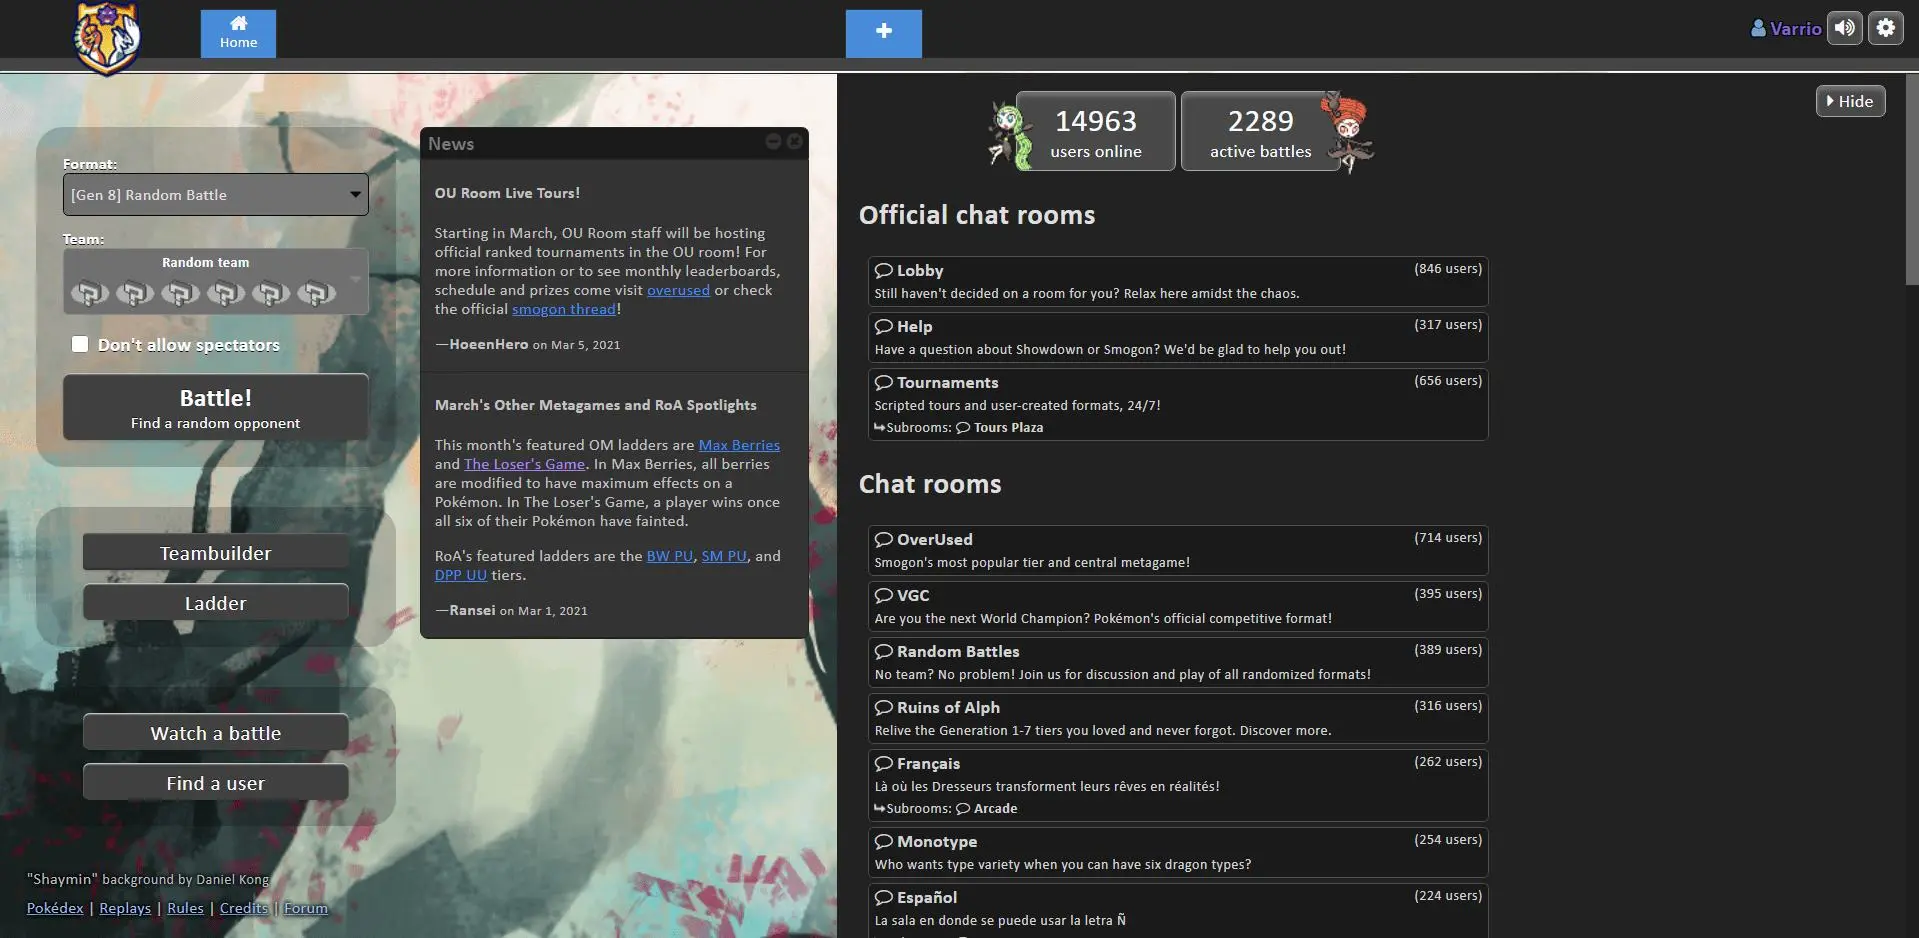 Home
Varrio
Format:
[Gen 8] Random Battle
Team:
Random team
Don't allow spectators
Battle!
Find a random opponent
Teambuilder
Ladder
Watch a battle
Find a user
"Shaymin" background by Daniel Kong
Pokédex | Replays | Rules | Credits | Forum
News
OU Room Live Tours!
Starting in March, OU Room staff will be hosting
official ranked tournaments in the OU room! For
more information or to see monthly leaderboards,
schedule and prizes come visit overused or check
the official smogon thread!
—HoeenHero on Mar 5, 2021
March's Other Metagames and RoA Spotlights
This month's featured OM ladders are Max Berries
and The Loser's Game. In Max Berries, all berries
are modified to have maximum effects on a
Pokémon. In The Loser's Game, a player wins once
all six of their Pokémon have fainted.
RoA's featured ladders are the BW PU, SM PU, and
DPP UU tiers.
—Ransei on Mar 1, 2021
14963
users online
2289
active battles
Hide
Official chat rooms
Lobby (846 users)
Still haven't decided on a room for you? Relax here amidst the chaos.
Help (317 users)
Have a question about Showdown or Smogon? We'd be glad to help you out!
Tournaments (656 users)
Scripted tours and user-created formats, 24/7!
Subrooms: Tours Plaza
Chat rooms
OverUsed (714 users)
Smogon's most popular tier and central metagame!
VGC (395 users)
Are you the next World Champion? Pokémon's official competitive format!
Random Battles (389 users)
No team? No problem! Join us for discussion and play of all randomized formats!
Ruins of Alph (316 users)
Relive the Generation 1-7 tiers you loved and never forgot. Discover more.
Français (262 users)
Là où les Dresseurs transforment leurs rêves en réalités!
Subrooms: Arcade
Monotype (254 users)
Who wants type variety when you can have six dragon types?
Español (224 users)
La sala en donde se puede usar la letra Ñ